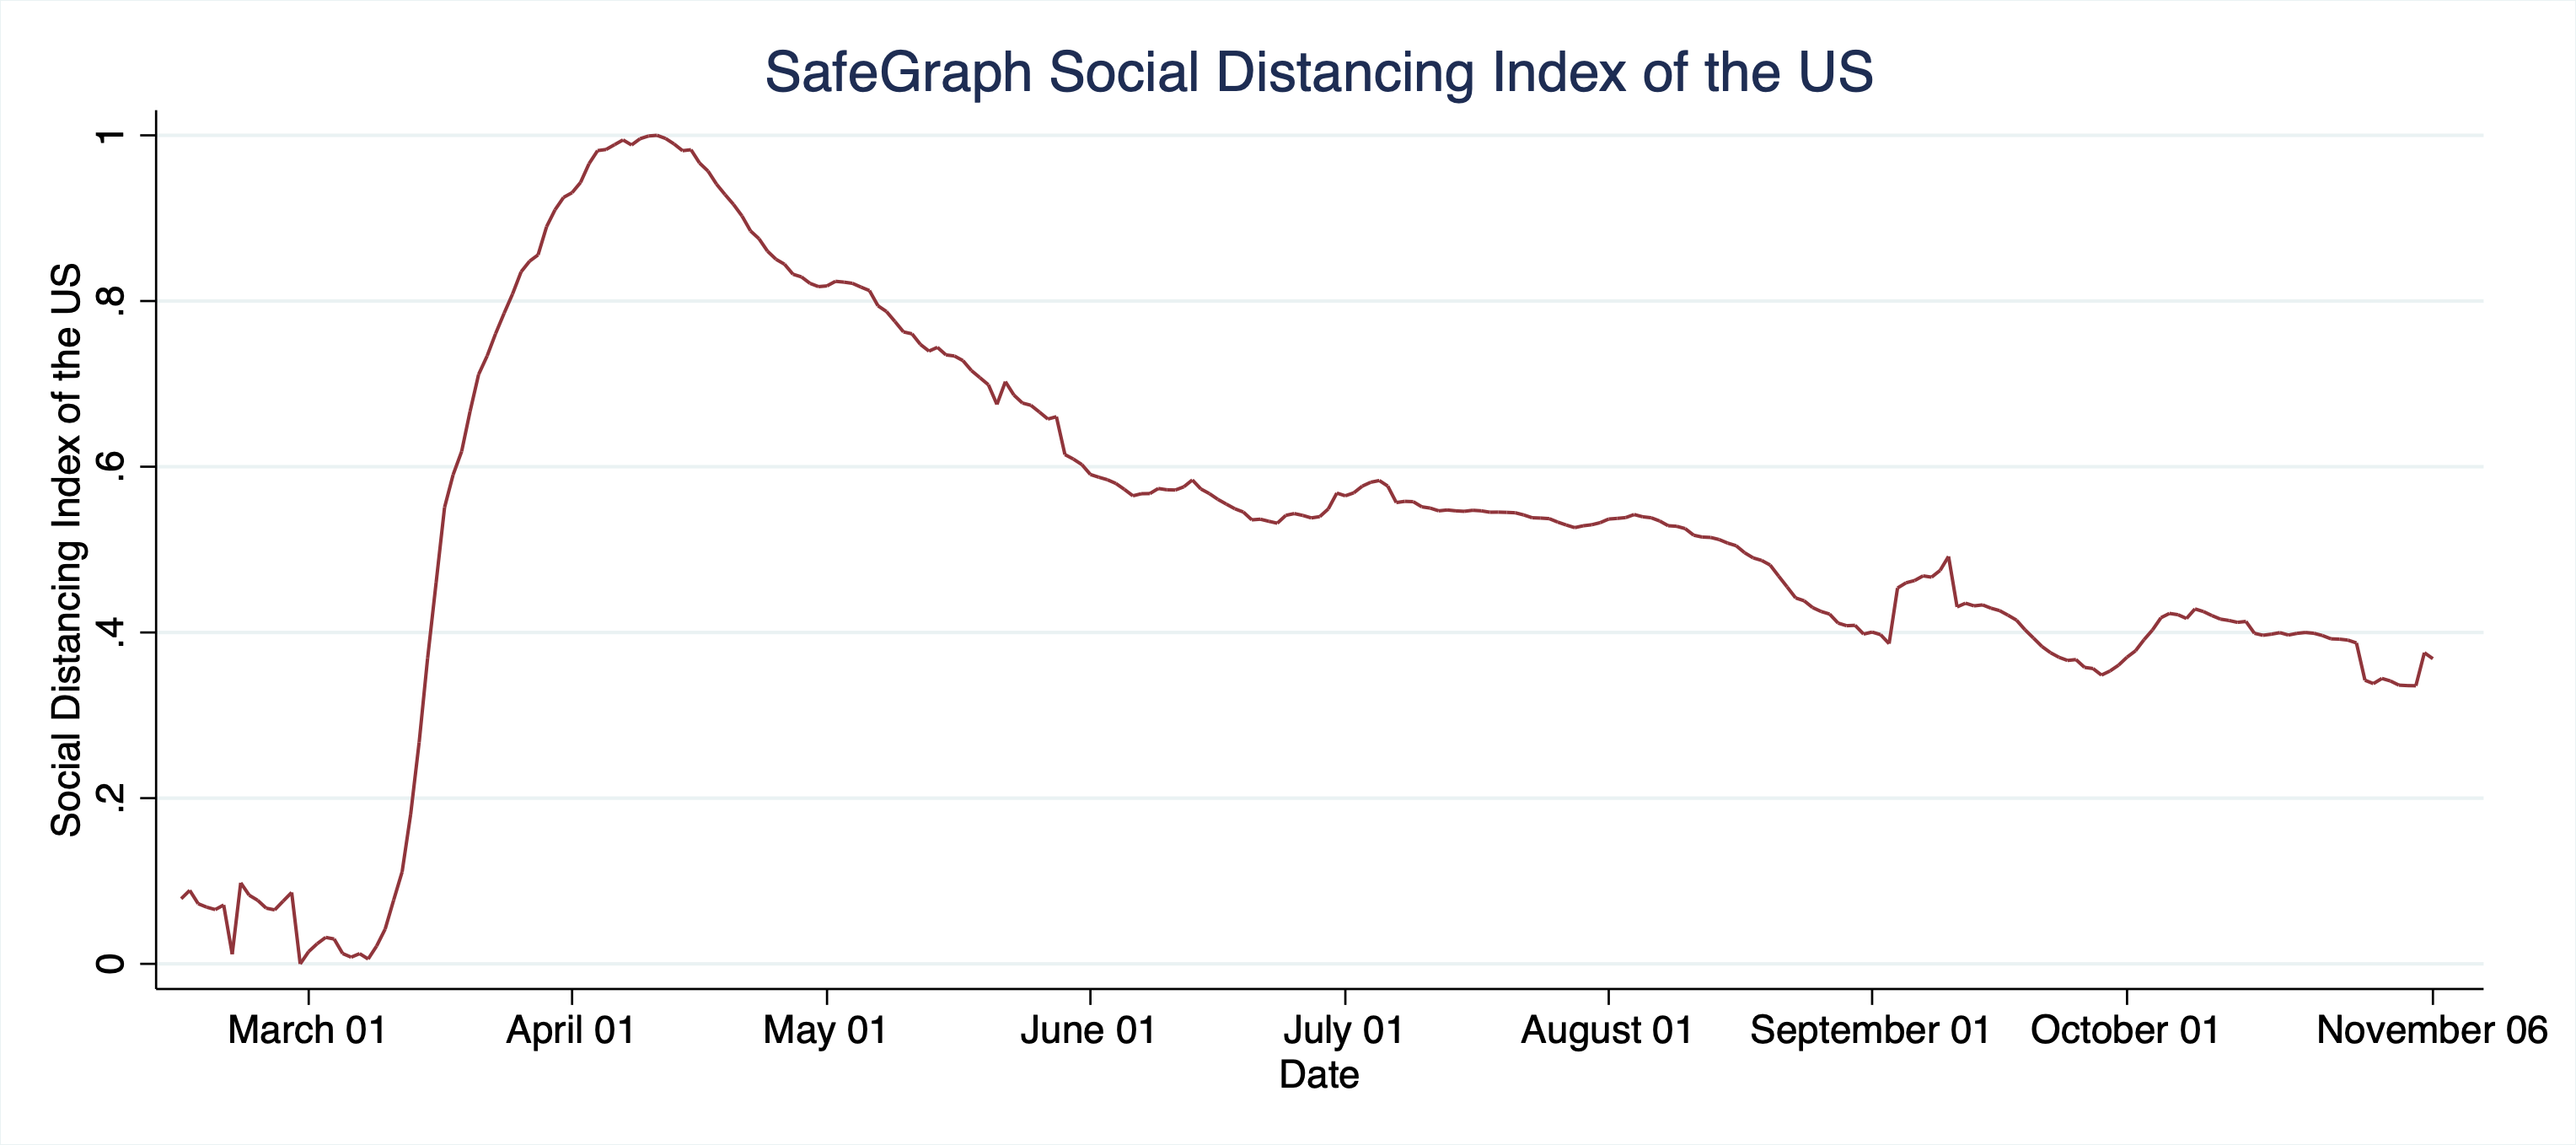 SafeGraph Social Distancing Index of the US
Social Distancing Index of the US
1
.8
.6
.4
.2
0
March 01
April 01
May 01
June 01
July 01
August 01
September 01
October 01
November 06
Date